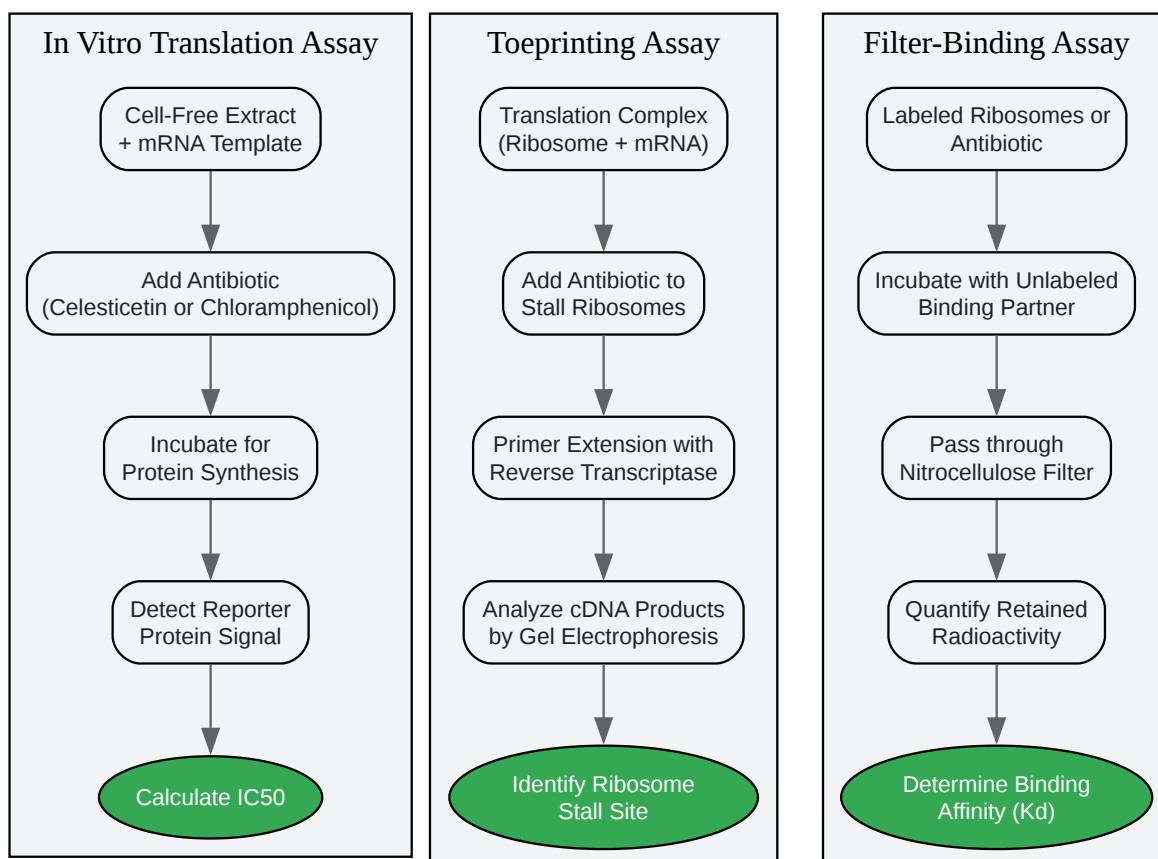 In Vitro Translation Assay
Cell-Free Extract
+ mRNA Template
Add Antibiotic
(Celesticetin or Chloramphenicol)
Incubate for
Protein Synthesis
Detect Reporter
Protein Signal
Calculate IC50
Toeprinting Assay
Translation Complex
(Ribosome + mRNA)
Add Antibiotic to
Stall Ribosomes
Primer Extension with
Reverse Transcriptase
Analyze cDNA Products
by Gel Electrophoresis
Identify Ribosome
Stall Site
Filter-Binding Assay
Labeled Ribosomes or
Antibiotic
Incubate with Unlabeled
Binding Partner
Pass through
Nitrocellulose Filter
Quantify Retained
Radioactivity
Determine Binding
Affinity (Kd)